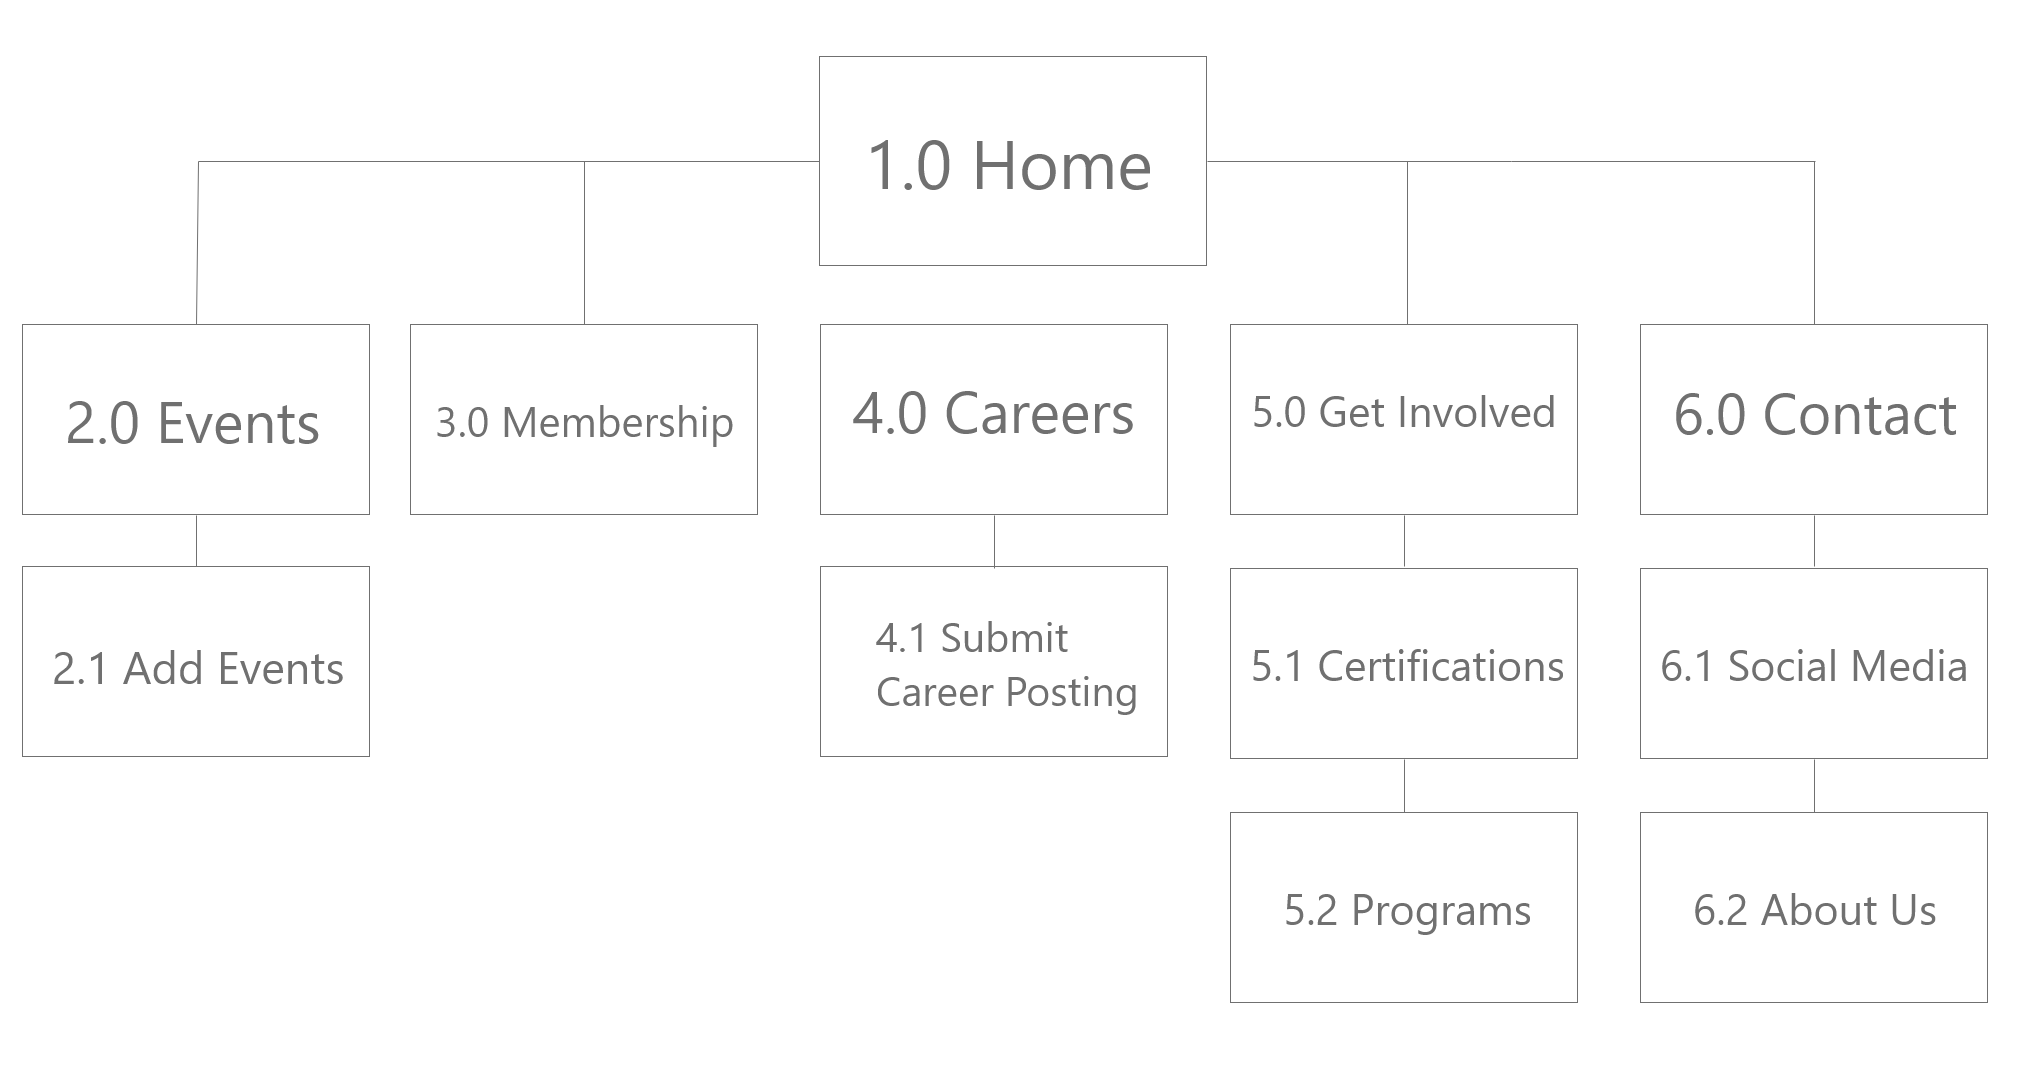 1.0 Home
2.0 Events
3.0 Membership
4.0 Careers
5.0 Get Involved
6.0 Contact
2.1 Add Events
4.1 Submit
Career Posting
5.1 Certifications
6.1 Social Media
5.2 Programs
6.2 About Us